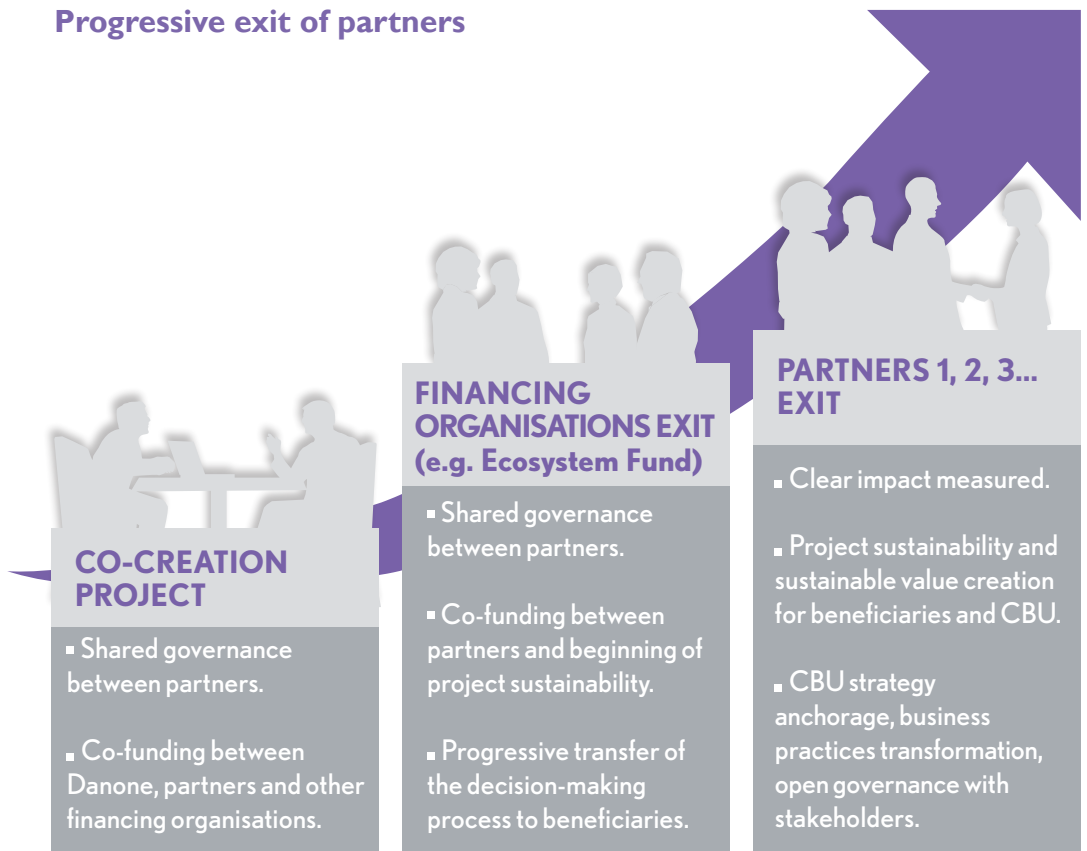 Progressive exit of partners
CO-CREATION
PROJECT
▪ Shared governance
between partners.
▪ Co-funding between
Danone, partners and other
financing organisations.
FINANCING
ORGANISATIONS EXIT
(e.g. Ecosystem Fund)
▪ Shared governance
between partners.
▪ Co-funding between
partners and beginning of
project sustainability.
▪ Progressive transfer of
the decision-making
process to beneficiaries.
PARTNERS 1, 2, 3...
EXIT
▪ Clear impact measured.
▪ Project sustainability and
sustainable value creation
for beneficiaries and CBU.
▪ CBU strategy
anchorage, business
practices transformation,
open governance with
stakeholders.